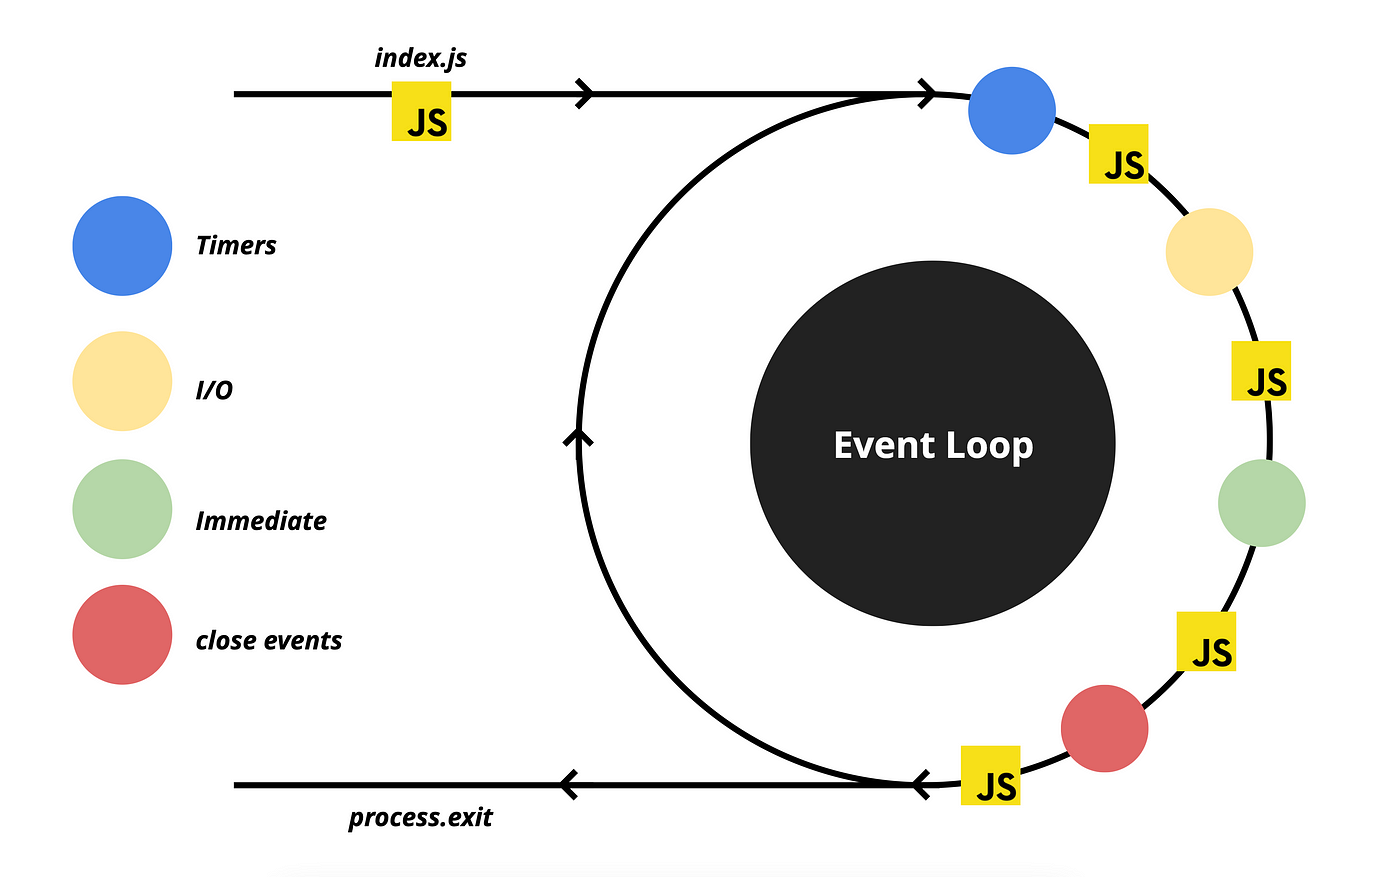 index.js
JS
JS
Timers
JS
I/O
Event Loop
Immediate
close events
JS
JS
process.exit